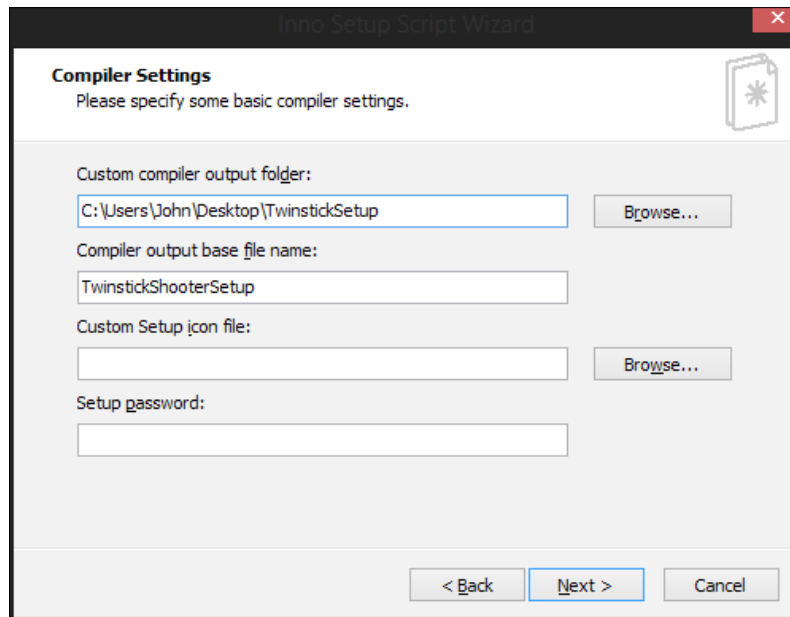 Inno Setup Script Wizard
Compiler Settings
Please specify some basic compiler settings.
Custom compiler output folder:
C:\Users\John\Desktop\TwinstickSetup
Browse...
Compiler output base file name:
TwinstickShooterSetup
Custom Setup icon file:
Browse...
Setup password:
< Back
Next >
Cancel